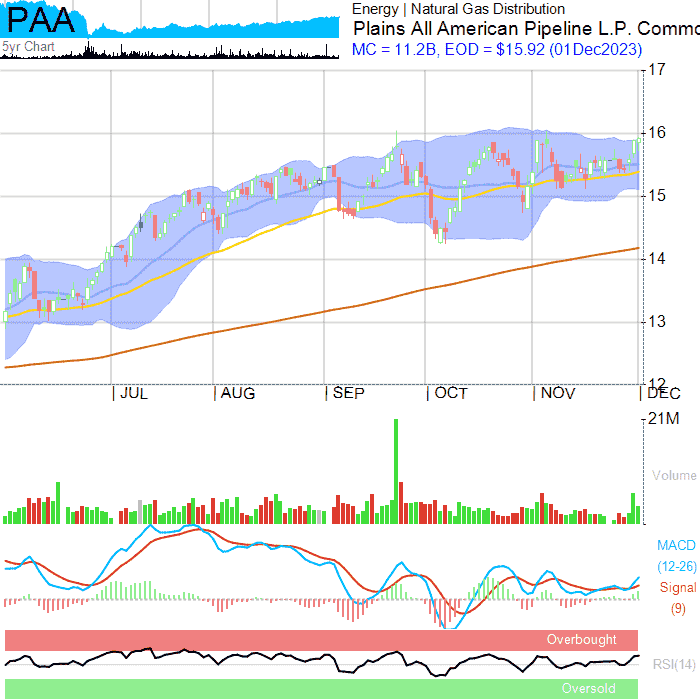 PAA
Energy | Natural Gas Distribution
Plains All American Pipeline L.P. Commo
5yr Chart
MC = 11.2B, EOD = $15.92 (01Dec2023)
17
16
15
14
13
12
| JUL
| AUG
| SEP
| OCT
| NOV
| DEC
21M
Volume
MACD
(12-26)
Signal
(9)
Overbought
RSI(14)
Oversold